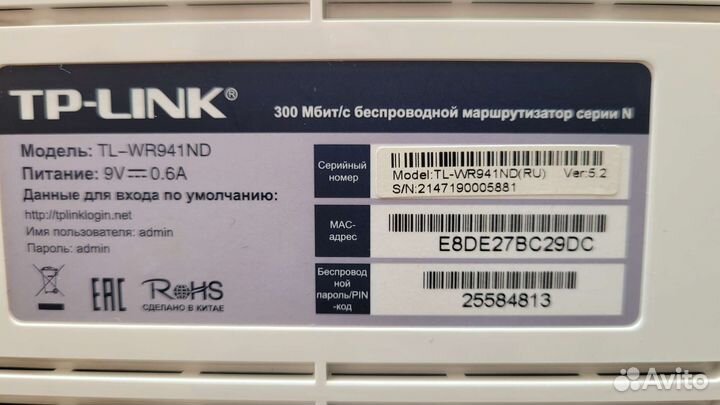 TP-LINK®
300 Мбит/с беспроводной маршрутизатор серии N
Модель: TL-WR941ND
Питание: 9V⎓0.6A
Данные для входа по умолчанию:
http://tplinklogin.net
Имя пользователя: admin
Пароль: admin
EAC
RoHS
СДЕЛАНО В КИТАЕ
Серийный
номер
Model:TL-WR941ND(RU) Ver:5.2
S/N:2147190005881
MAC-
адрес
E8DE27BC29DC
Беспровод
ной
пароль/PIN
-код
25584813
Avito